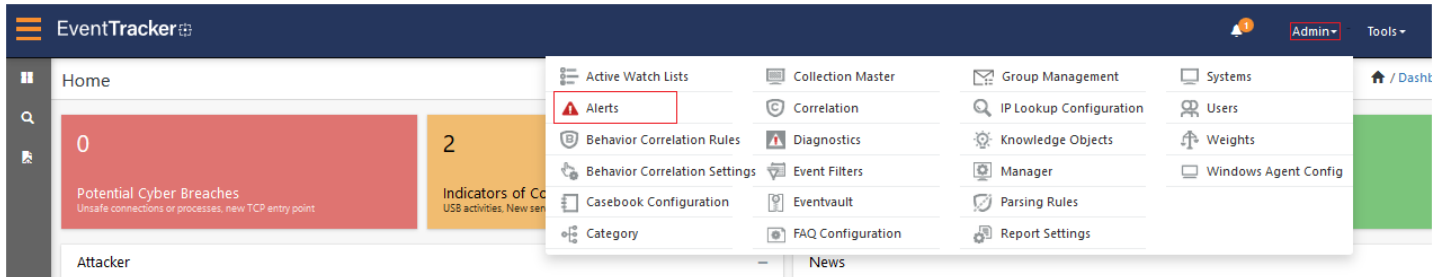 EventTracker
1
Admin
Tools
Home
/ Dashb
Active Watch Lists
Collection Master
Group Management
Systems
Alerts
Correlation
IP Lookup Configuration
Users
Behavior Correlation Rules
Diagnostics
Knowledge Objects
Weights
Behavior Correlation Settings
Event Filters
Manager
Windows Agent Config
Casebook Configuration
Eventvault
Parsing Rules
Category
FAQ Configuration
Report Settings
0
Potential Cyber Breaches
Unsafe connections or processes, new TCP entry point
2
Indicators of Co
USB activities, New ser
Attacker
News